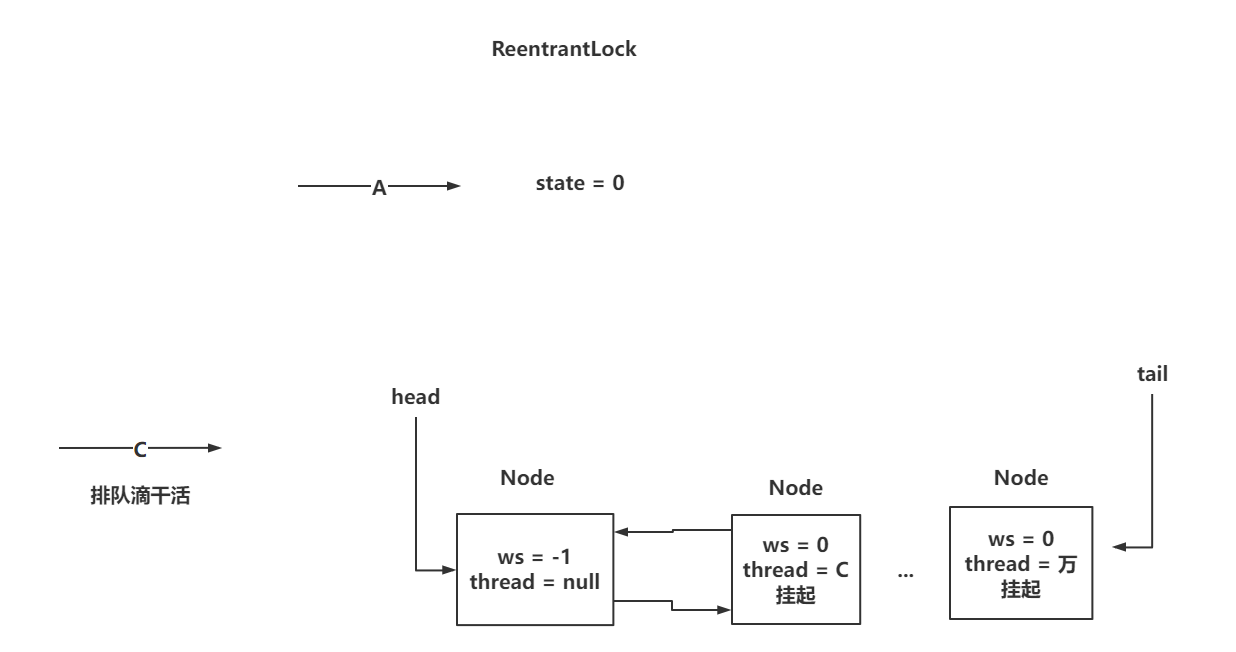 ReentrantLock
A
state = 0
head
tail
C
排队滴干活
Node
Node
Node
ws = -1
thread = null
ws = 0
thread = C
挂起
...
ws = 0
thread = 万
挂起